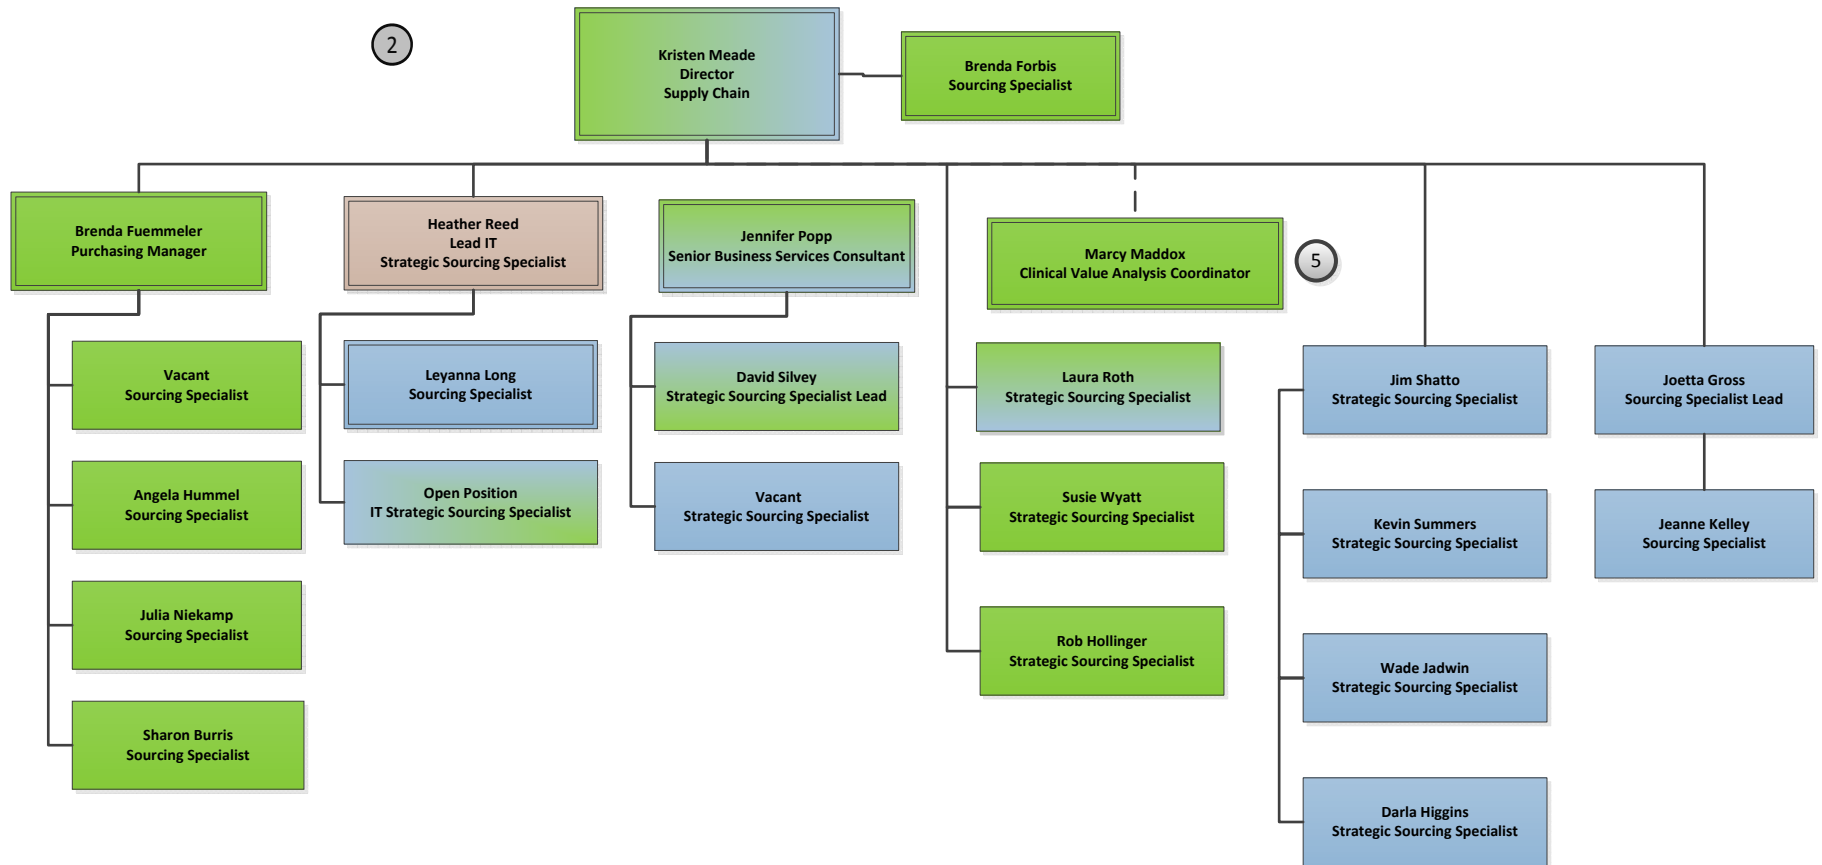 2
Kristen Meade
Director
Supply Chain
Brenda Forbis
Sourcing Specialist
Brenda Fuemmeler
Purchasing Manager
Heather Reed
Lead IT
Strategic Sourcing Specialist
Jennifer Popp
Senior Business Services Consultant
Marcy Maddox
Clinical Value Analysis Coordinator
5
Vacant
Sourcing Specialist
Angela Hummel
Sourcing Specialist
Julia Niekamp
Sourcing Specialist
Sharon Burris
Sourcing Specialist
Leyanna Long
Sourcing Specialist
Open Position
IT Strategic Sourcing Specialist
David Silvey
Strategic Sourcing Specialist Lead
Vacant
Strategic Sourcing Specialist
Laura Roth
Strategic Sourcing Specialist
Susie Wyatt
Strategic Sourcing Specialist
Rob Hollinger
Strategic Sourcing Specialist
Jim Shatto
Strategic Sourcing Specialist
Kevin Summers
Strategic Sourcing Specialist
Wade Jadwin
Strategic Sourcing Specialist
Darla Higgins
Strategic Sourcing Specialist
Joetta Gross
Sourcing Specialist Lead
Jeanne Kelley
Sourcing Specialist